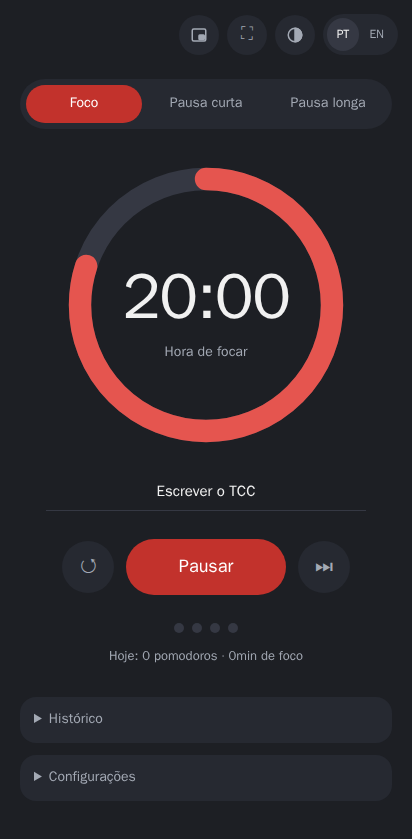 PT EN
Foco Pausa curta Pausa longa
20:00
Hora de focar
Escrever o TCC
Pausar
Hoje: 0 pomodoros · 0min de foco
Histórico
Configurações